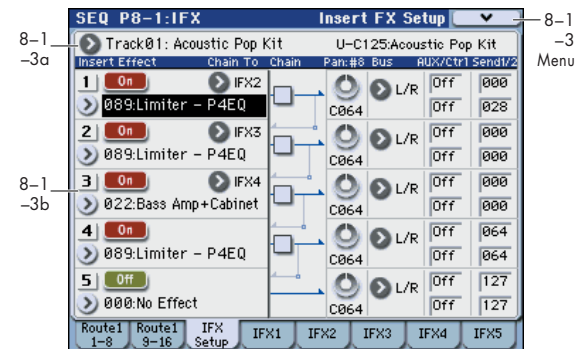 SEQ P8-1:IFX Insert FX Setup
8-1
-3
Menu
8-1
-3a
Track01: Acoustic Pop Kit U-C125:Acoustic Pop Kit
Insert Effect Chain To Chain Pan:#8 Bus AUX/Ctrl Send1/2
1 On IFX2 L/R Off 000
089:Limiter - P4EQ C064 Off 028
2 On IFX3 L/R Off 000
089:Limiter - P4EQ C064 Off 000
8-1
-3b
3 On IFX4 L/R Off 000
022:Bass Amp+Cabinet C064 Off 000
4 On L/R Off 064
089:Limiter - P4EQ C064 Off 064
5 Off L/R Off 127
000:No Effect C064 Off 127
Route1 1-8 Route1 9-16 IFX Setup IFX1 IFX2 IFX3 IFX4 IFX5